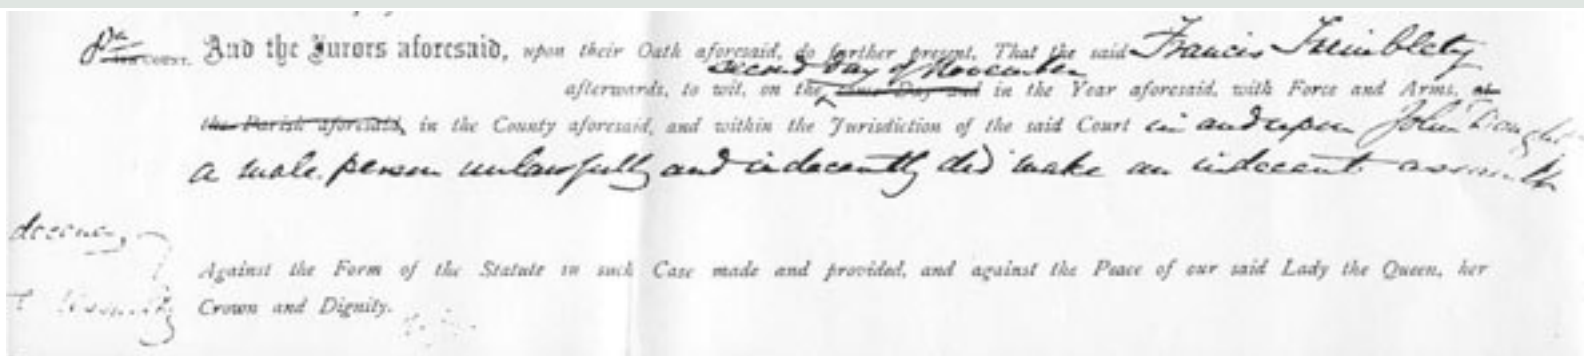 And the Jurors aforesaid, upon their Oath aforesaid, do further present, That the said Francis Trimblety
second day of November
afterwards, to wit, on the same Day and in the Year aforesaid, with Force and Arms, at
the Parish aforesaid, in the County aforesaid, and within the Jurisdiction of the said Court in and upon John
a male person unlawfully and indecently did make an indecent assault
Against the Form of the Statute in such Case made and provided, and against the Peace of our said Lady the Queen, her
Crown and Dignity.